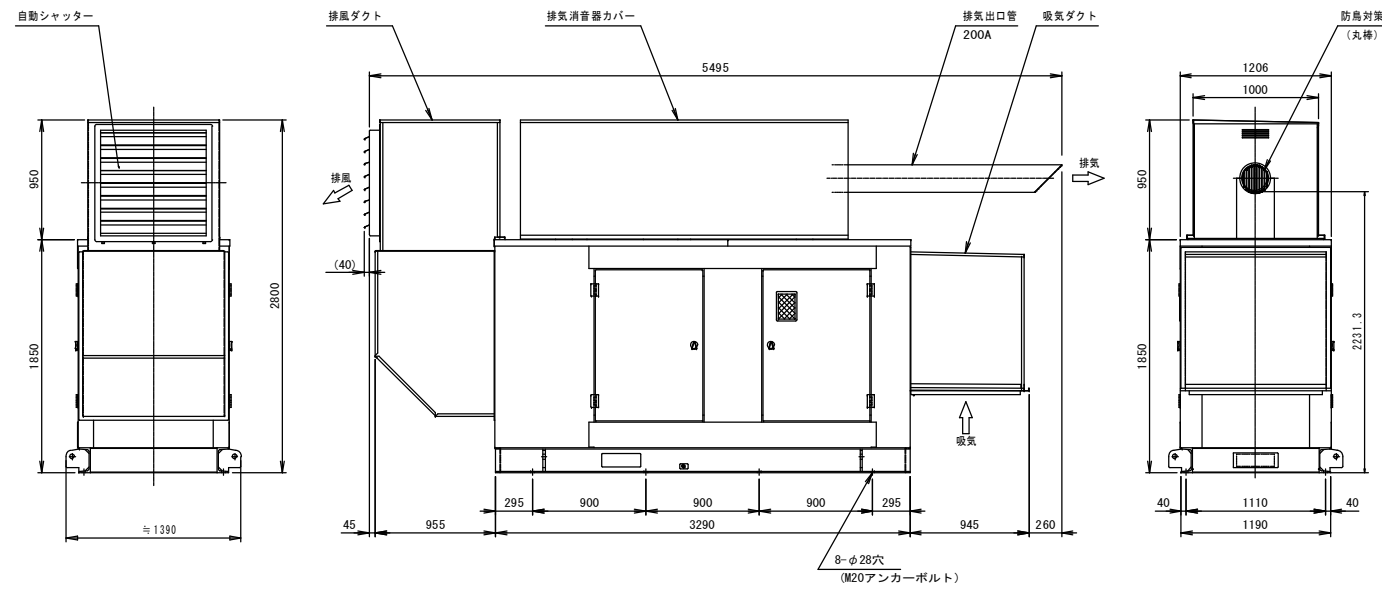 自動シャッター
排風ダクト
排気消音器カバー
排気出口管
200A
吸気ダクト
防鳥対策
(丸棒)
5495
1206
1000
950
1850
2800
≒1390
排風
(40)
排気
吸気
295
900
900
900
295
45
955
3290
945
260
8-φ28穴
(M20アンカーボルト)
950
1850
2231.3
40
1110
40
1190